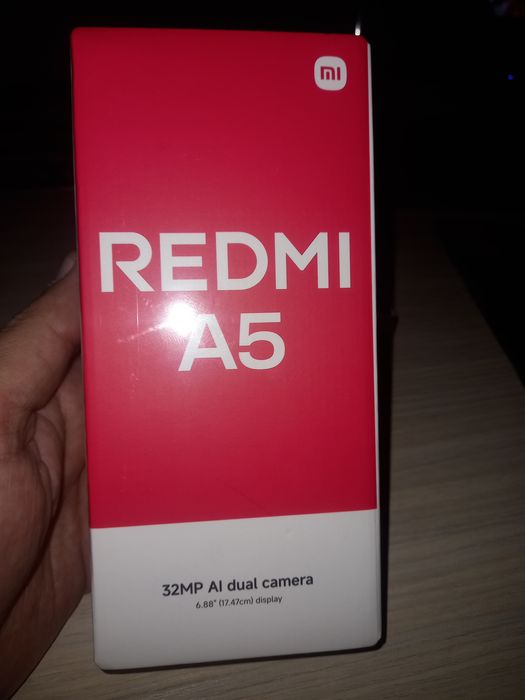 mi
REDMI
A5
32MP AI dual camera
6.88" (17.47cm) display